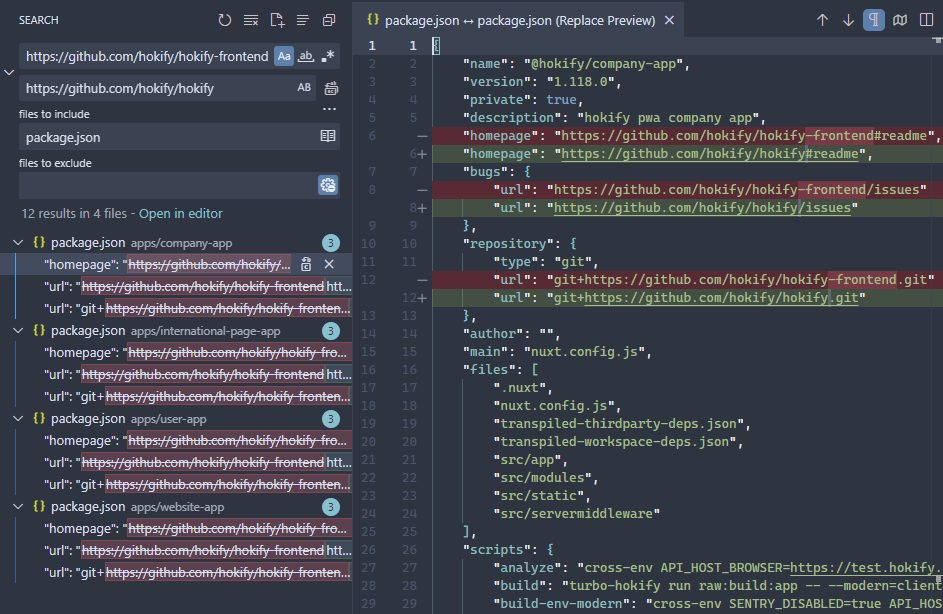 SEARCH
https://github.com/hokify/hokify-frontend Aa ab .*
https://github.com/hokify/hokify AB
files to include
package.json
files to exclude
12 results in 4 files - Open in editor
{} package.json apps/company-app 3
"homepage": "https://github.com/hokify/...
"url": "https://github.com/hokify/hokify-frontend htt...
"url": "git+https://github.com/hokify/hokify-fronten...
{} package.json apps/international-page-app 3
"homepage": "https://github.com/hokify/hokify-fro...
"url": "https://github.com/hokify/hokify-frontend htt...
"url": "git+https://github.com/hokify/hokify-fronten...
{} package.json apps/user-app 3
"homepage": "https://github.com/hokify/hokify-fro...
"url": "https://github.com/hokify/hokify-frontend htt...
"url": "git+https://github.com/hokify/hokify-fronten...
{} package.json apps/website-app 3
"homepage": "https://github.com/hokify/hokify-fro...
"url": "https://github.com/hokify/hokify-frontend htt...
"url": "git+https://github.com/hokify/hokify-fronten...
{} package.json ↔ package.json (Replace Preview) ×
1 1 {
2 2 "name": "@hokify/company-app",
3 3 "version": "1.118.0",
4 4 "private": true,
5 5 "description": "hokify pwa company app",
6 — "homepage": "https://github.com/hokify/hokify-frontend#readme",
6+ "homepage": "https://github.com/hokify/hokify#readme",
7 7 "bugs": {
8 — "url": "https://github.com/hokify/hokify-frontend/issues"
8+ "url": "https://github.com/hokify/hokify/issues"
9 9 },
10 10 "repository": {
11 11 "type": "git",
12 — "url": "git+https://github.com/hokify/hokify-frontend.git"
12+ "url": "git+https://github.com/hokify/hokify.git"
13 13 },
14 14 "author": "",
15 15 "main": "nuxt.config.js",
16 16 "files": [
17 17 ".nuxt",
18 18 "nuxt.config.js",
19 19 "transpiled-thirdparty-deps.json",
20 20 "transpiled-workspace-deps.json",
21 21 "src/app",
22 22 "src/modules",
23 23 "src/static",
24 24 "src/servermiddleware"
25 25 ],
26 26 "scripts": {
27 27 "analyze": "cross-env API_HOST_BROWSER=https://test.hokify.
28 28 "build": "turbo-hokify run raw:build:app -- --modern=client
29 29 "build-env-modern": "cross-env SENTRY_DISABLED=true API_HOS